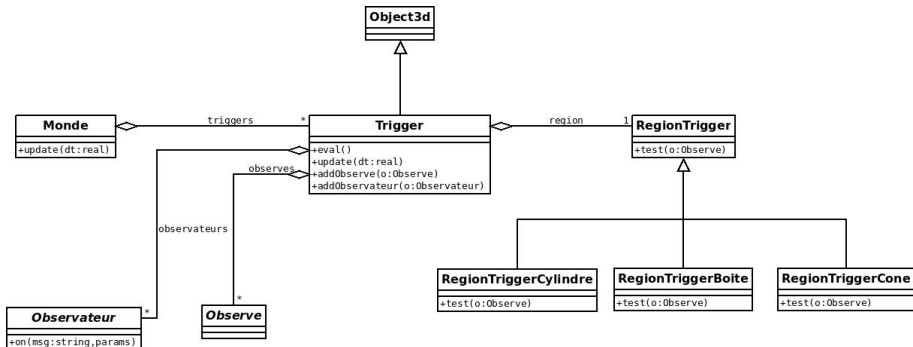 Object3d
Monde
+update(dt:real)
triggers
*
Trigger
+eval()
+update(dt:real)
+addObserve(o:Observe)
+addObservateur(o:Observateur)
region
1
RegionTrigger
+test(o:Observe)
observes
observateurs
RegionTriggerCylindre
+test(o:Observe)
RegionTriggerBoite
+test(o:Observe)
RegionTriggerCone
+test(o:Observe)
*
Observateur
+on(msg:string,params)
*
Observe